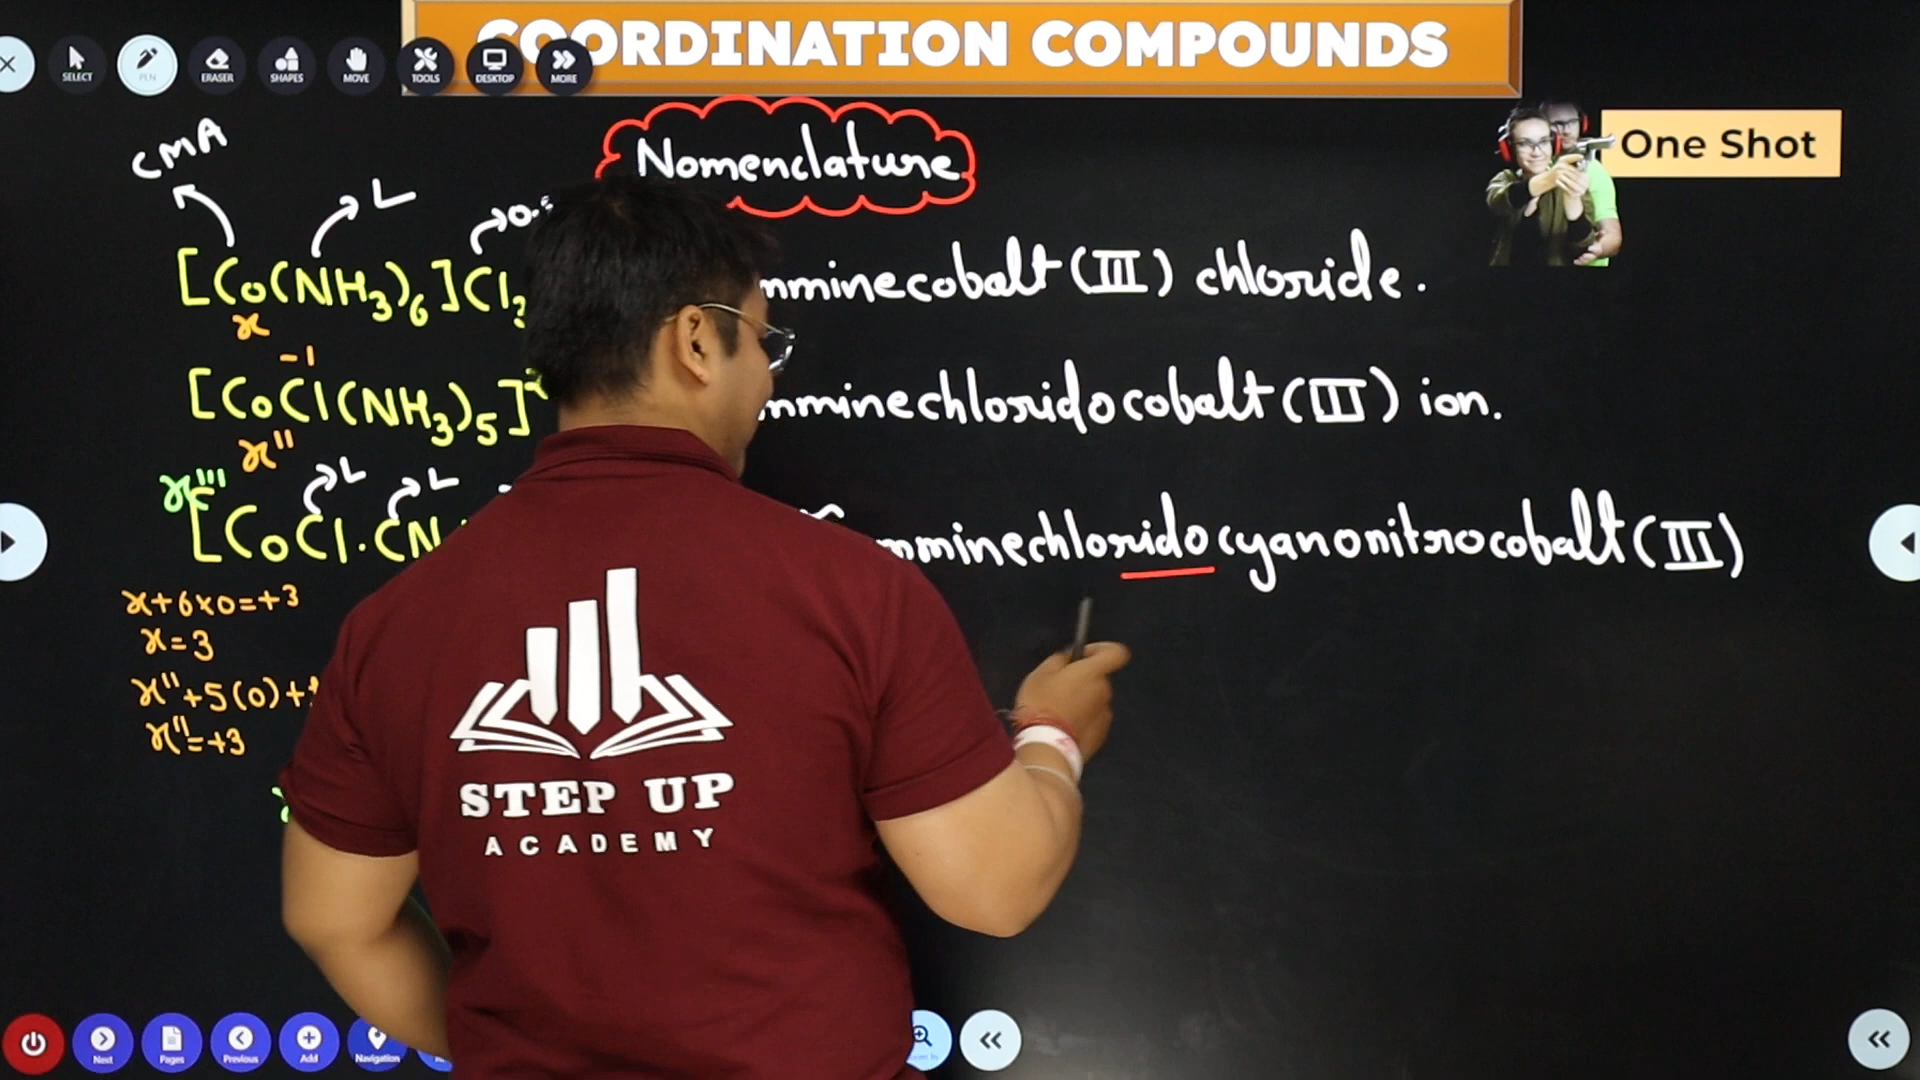 COORDINATION COMPOUNDS
SELECT
PEN
ERASER
SHAPES
MOVE
TOOLS
DESKTOP
MORE
One Shot
CMA
Nomenclature
L
[Co(NH3)6]Cl3
mminecobalt(III) chloride.
x
-1
[CoCl(NH3)5]
mminechloridocobalt(III) ion.
x"
x'''
L L
[CoCl.CN
mminechloridocyanonitrocobalt(III)
x+6x0=+3
x=3
x"+5(0)+
x"=+3
STEP UP
ACADEMY
Next
Pages
Previous
Add
Navigation